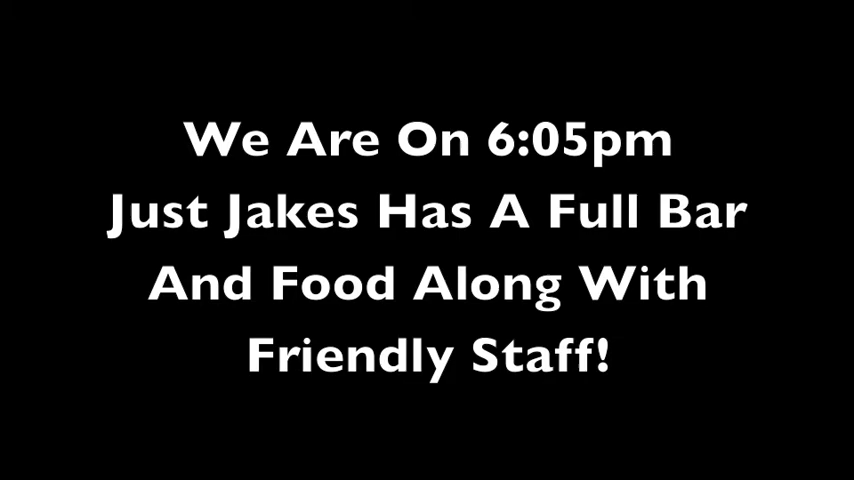 We Are On 6:05pm
Just Jakes Has A Full Bar
And Food Along With
Friendly Staff!